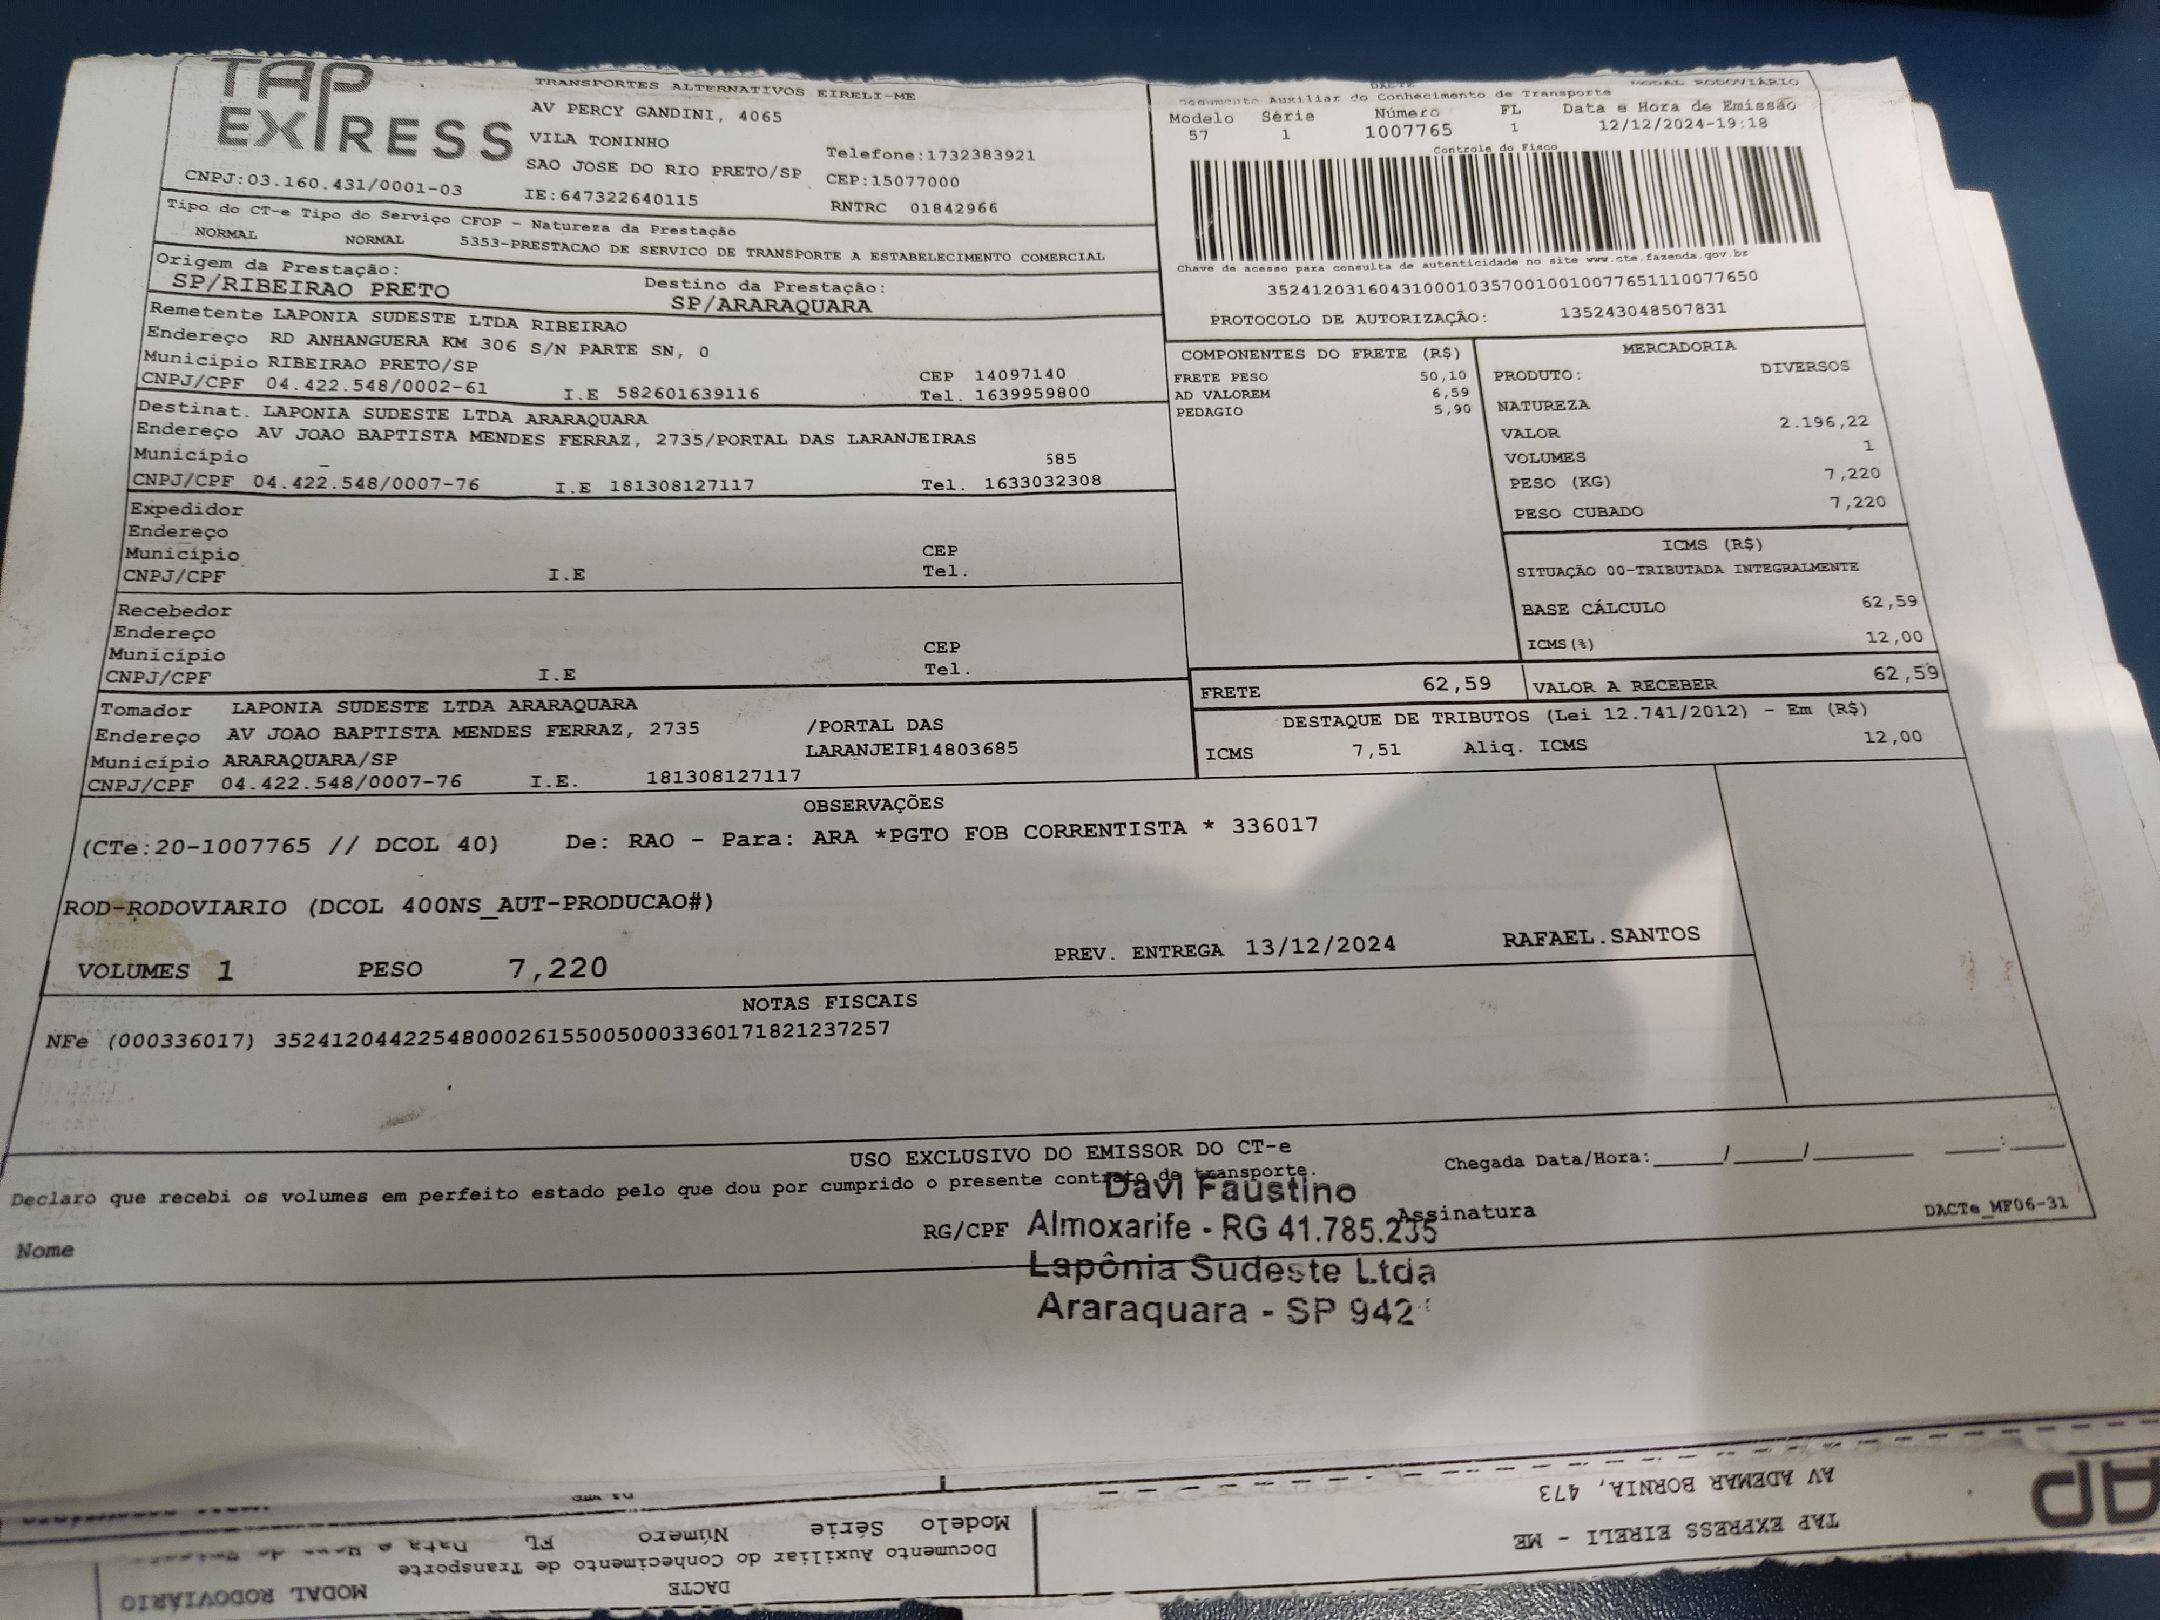 TAP
EXPRESS
TRANSPORTES ALTERNATIVOS EIRELI-ME
AV PERCY GANDINI, 4065
VILA TONINHO
SAO JOSE DO RIO PRETO/SP
Telefone:1732383921
CEP:15077000
CNPJ:03.160.431/0001-03
IE:647322640115
RNTRC 01842966
DACTE
MODAL RODOVIÁRIO
Documento Auxiliar do Conhecimento de Transporte
Modelo Série Número FL Data e Hora de Emissão
57 1 1007765 1 12/12/2024-19:18
Controle do Fisco
Chave de acesso para consulta de autenticidade no site www.cte.fazenda.gov.br
35241203160431000103570010010077651110077650
PROTOCOLO DE AUTORIZAÇÃO: 135243048507831
Tipo do CT-e Tipo do Serviço CFOP - Natureza da Prestação
NORMAL NORMAL 5353-PRESTACAO DE SERVICO DE TRANSPORTE A ESTABELECIMENTO COMERCIAL
Origem da Prestação: Destino da Prestação:
SP/RIBEIRAO PRETO SP/ARARAQUARA
Remetente LAPONIA SUDESTE LTDA RIBEIRAO
Endereço RD ANHANGUERA KM 306 S/N PARTE SN, 0
Município RIBEIRAO PRETO/SP CEP 14097140
CNPJ/CPF 04.422.548/0002-61 I.E 582601639116 Tel. 1639959800
Destinat. LAPONIA SUDESTE LTDA ARARAQUARA
Endereço AV JOAO BAPTISTA MENDES FERRAZ, 2735/PORTAL DAS LARANJEIRAS
Município 585
CNPJ/CPF 04.422.548/0007-76 I.E 181308127117 Tel. 1633032308
Expedidor
Endereço
Município CEP
CNPJ/CPF I.E Tel.
Recebedor
Endereço
Município CEP
CNPJ/CPF I.E Tel.
Tomador LAPONIA SUDESTE LTDA ARARAQUARA
Endereço AV JOAO BAPTISTA MENDES FERRAZ, 2735 /PORTAL DAS
LARANJEIR14803685
Município ARARAQUARA/SP
CNPJ/CPF 04.422.548/0007-76 I.E. 181308127117
COMPONENTES DO FRETE (R$)
FRETE PESO 50,10
AD VALOREM 6,59
PEDAGIO 5,90
MERCADORIA
PRODUTO: DIVERSOS
NATUREZA
VALOR 2.196,22
VOLUMES 1
PESO (KG) 7,220
PESO CUBADO 7,220
ICMS (R$)
SITUAÇÃO 00-TRIBUTADA INTEGRALMENTE
BASE CÁLCULO 62,59
ICMS(%) 12,00
FRETE 62,59 VALOR A RECEBER 62,59
DESTAQUE DE TRIBUTOS (Lei 12.741/2012) - Em (R$)
ICMS 7,51 Aliq. ICMS 12,00
OBSERVAÇÕES
(CTe:20-1007765 // DCOL 40) De: RAO - Para: ARA *PGTO FOB CORRENTISTA * 336017
ROD-RODOVIARIO (DCOL 400NS_AUT-PRODUCAO#)
VOLUMES 1 PESO 7,220 PREV. ENTREGA 13/12/2024 RAFAEL.SANTOS
NOTAS FISCAIS
NFe (000336017) 35241204422548000261550050003360171821237257
USO EXCLUSIVO DO EMISSOR DO CT-e
Chegada Data/Hora:____/____/______ ___:___
Declaro que recebi os volumes em perfeito estado pelo que dou por cumprido o presente contrato de transporte.
Nome RG/CPF Assinatura
DACTe_MF06-31
Davi Faustino
Almoxarife - RG 41.785.235
Lapônia Sudeste Ltda
Araraquara - SP 942
AP
TAP EXPRESS EIRELI - ME
AV ADEMAR BORNIA, 473
DACTE
MODAL RODOVIÁRIO
Documento Auxiliar do Conhecimento de Transporte
Modelo Série Número FL